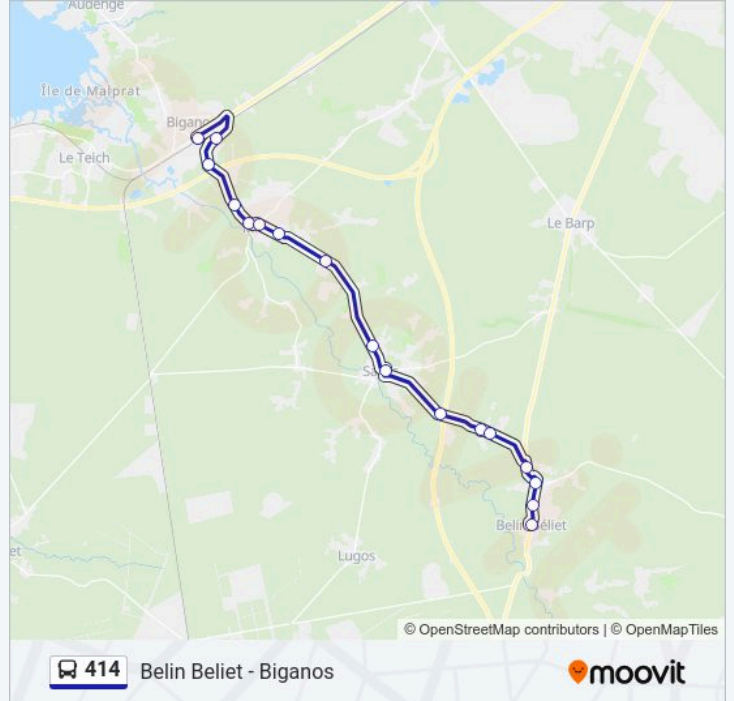 Audenge
Île de Malprat
Le Teich
Le Barp
Lugos
Belin-Béliet
et
© OpenStreetMap contributors | © OpenMapTiles
414
Belin Beliet - Biganos
moovit